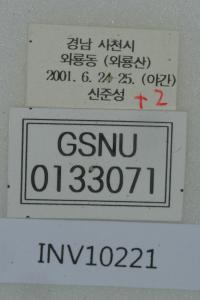 경남 사천시
와룡동 (와룡산)
2001. 6. 24-25. (야간)
신준성 +2
GSNU
0133071
INV10221